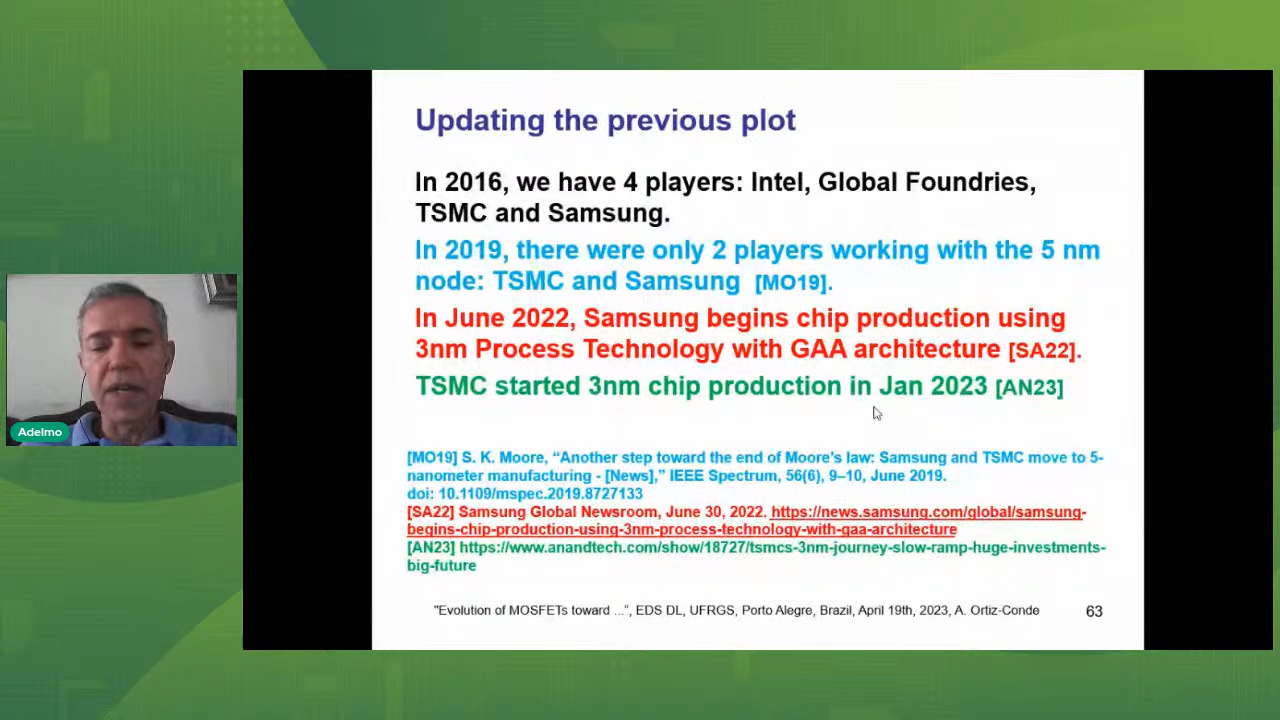 Updating the previous plot
In 2016, we have 4 players: Intel, Global Foundries,
TSMC and Samsung.
In 2019, there were only 2 players working with the 5 nm
node: TSMC and Samsung [MO19].
In June 2022, Samsung begins chip production using
3nm Process Technology with GAA architecture [SA22].
TSMC started 3nm chip production in Jan 2023 [AN23]
Adelmo
[MO19] S. K. Moore, “Another step toward the end of Moore’s law: Samsung and TSMC move to 5-
nanometer manufacturing - [News],” IEEE Spectrum, 56(6), 9–10, June 2019.
doi: 10.1109/mspec.2019.8727133
[SA22] Samsung Global Newsroom, June 30, 2022. https://news.samsung.com/global/samsung-
begins-chip-production-using-3nm-process-technology-with-gaa-architecture
[AN23] https://www.anandtech.com/show/18727/tsmcs-3nm-journey-slow-ramp-huge-investments-
big-future
"Evolution of MOSFETs toward ...“, EDS DL, UFRGS, Porto Alegre, Brazil, April 19th, 2023, A. Ortiz-Conde 63